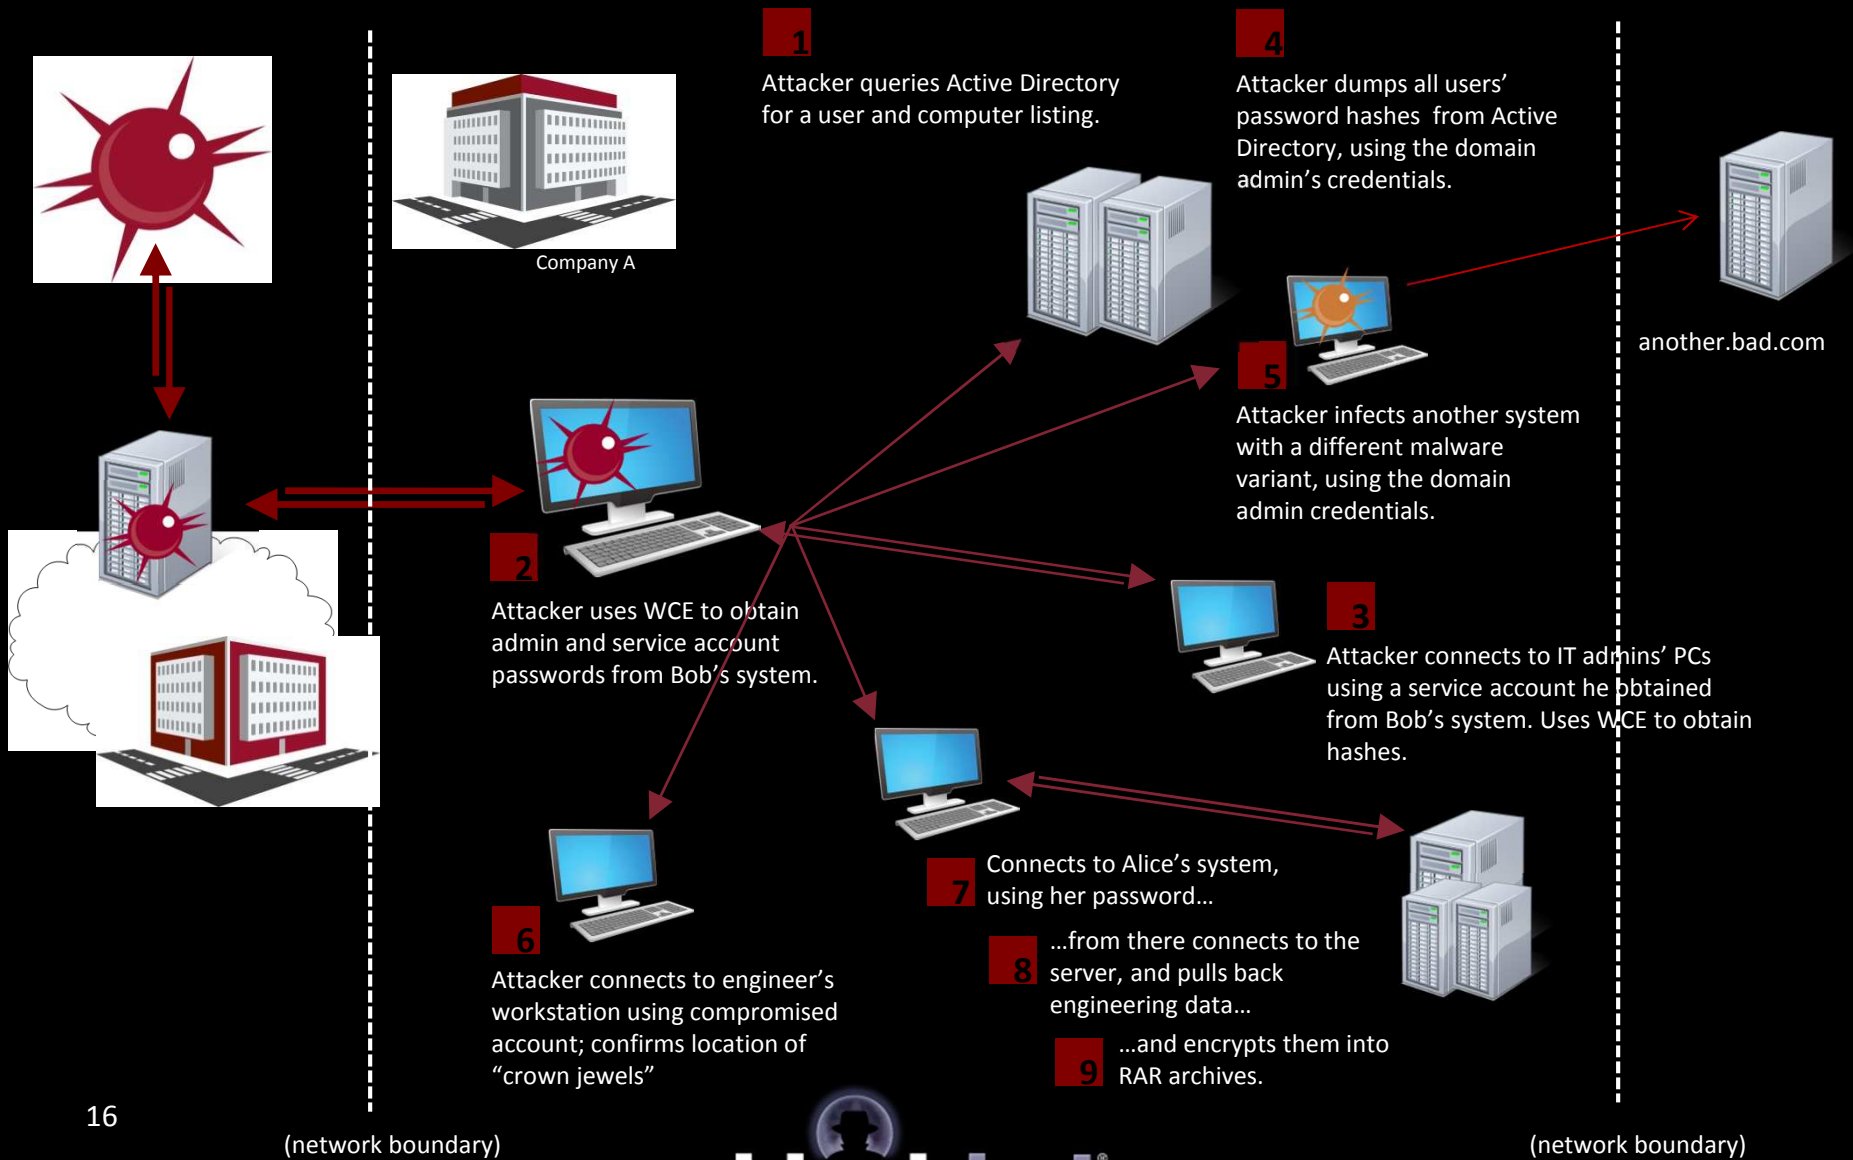 1
Attacker queries Active Directory
for a user and computer listing.
4
Attacker dumps all users’
password hashes from Active
Directory, using the domain
admin’s credentials.
Company A
another.bad.com
5
Attacker infects another system
with a different malware
variant, using the domain
admin credentials.
2
Attacker uses WCE to obtain
admin and service account
passwords from Bob’s system.
3
Attacker connects to IT admins’ PCs
using a service account he obtained
from Bob’s system. Uses WCE to obtain
hashes.
6
Attacker connects to engineer’s
workstation using compromised
account; confirms location of
“crown jewels”
7
Connects to Alice’s system,
using her password…
8
…from there connects to the
server, and pulls back
engineering data…
9
…and encrypts them into
RAR archives.
16
(network boundary)
(network boundary)